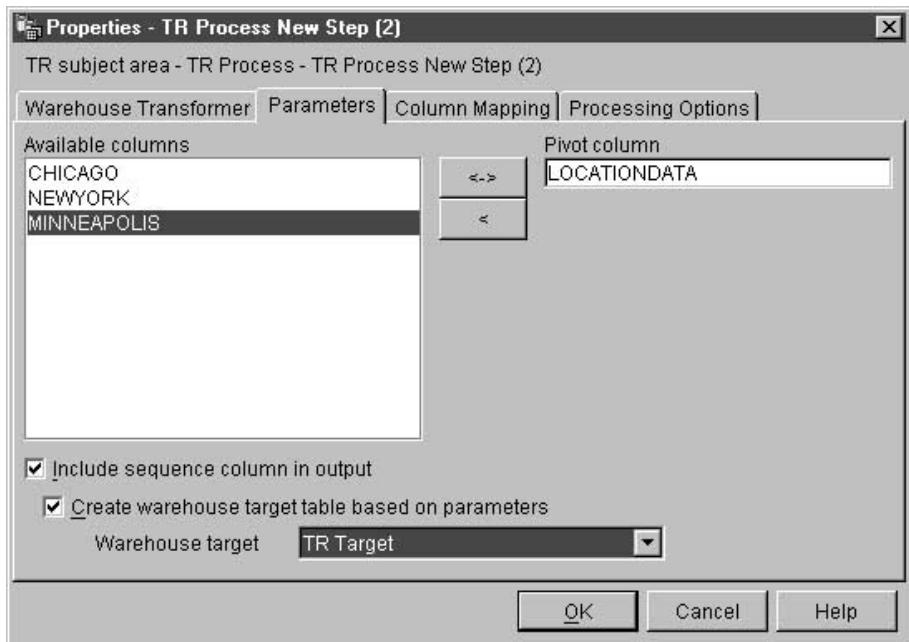 Properties - TR Process New Step (2)
TR subject area - TR Process - TR Process New Step (2)
Warehouse Transformer Parameters Column Mapping Processing Options
Available columns
Pivot column
CHICAGO
NEWYORK
MINNEAPOLIS
<->
<
LOCATIONDATA
Include sequence column in output
Create warehouse target table based on parameters
Warehouse target TR Target
OK Cancel Help